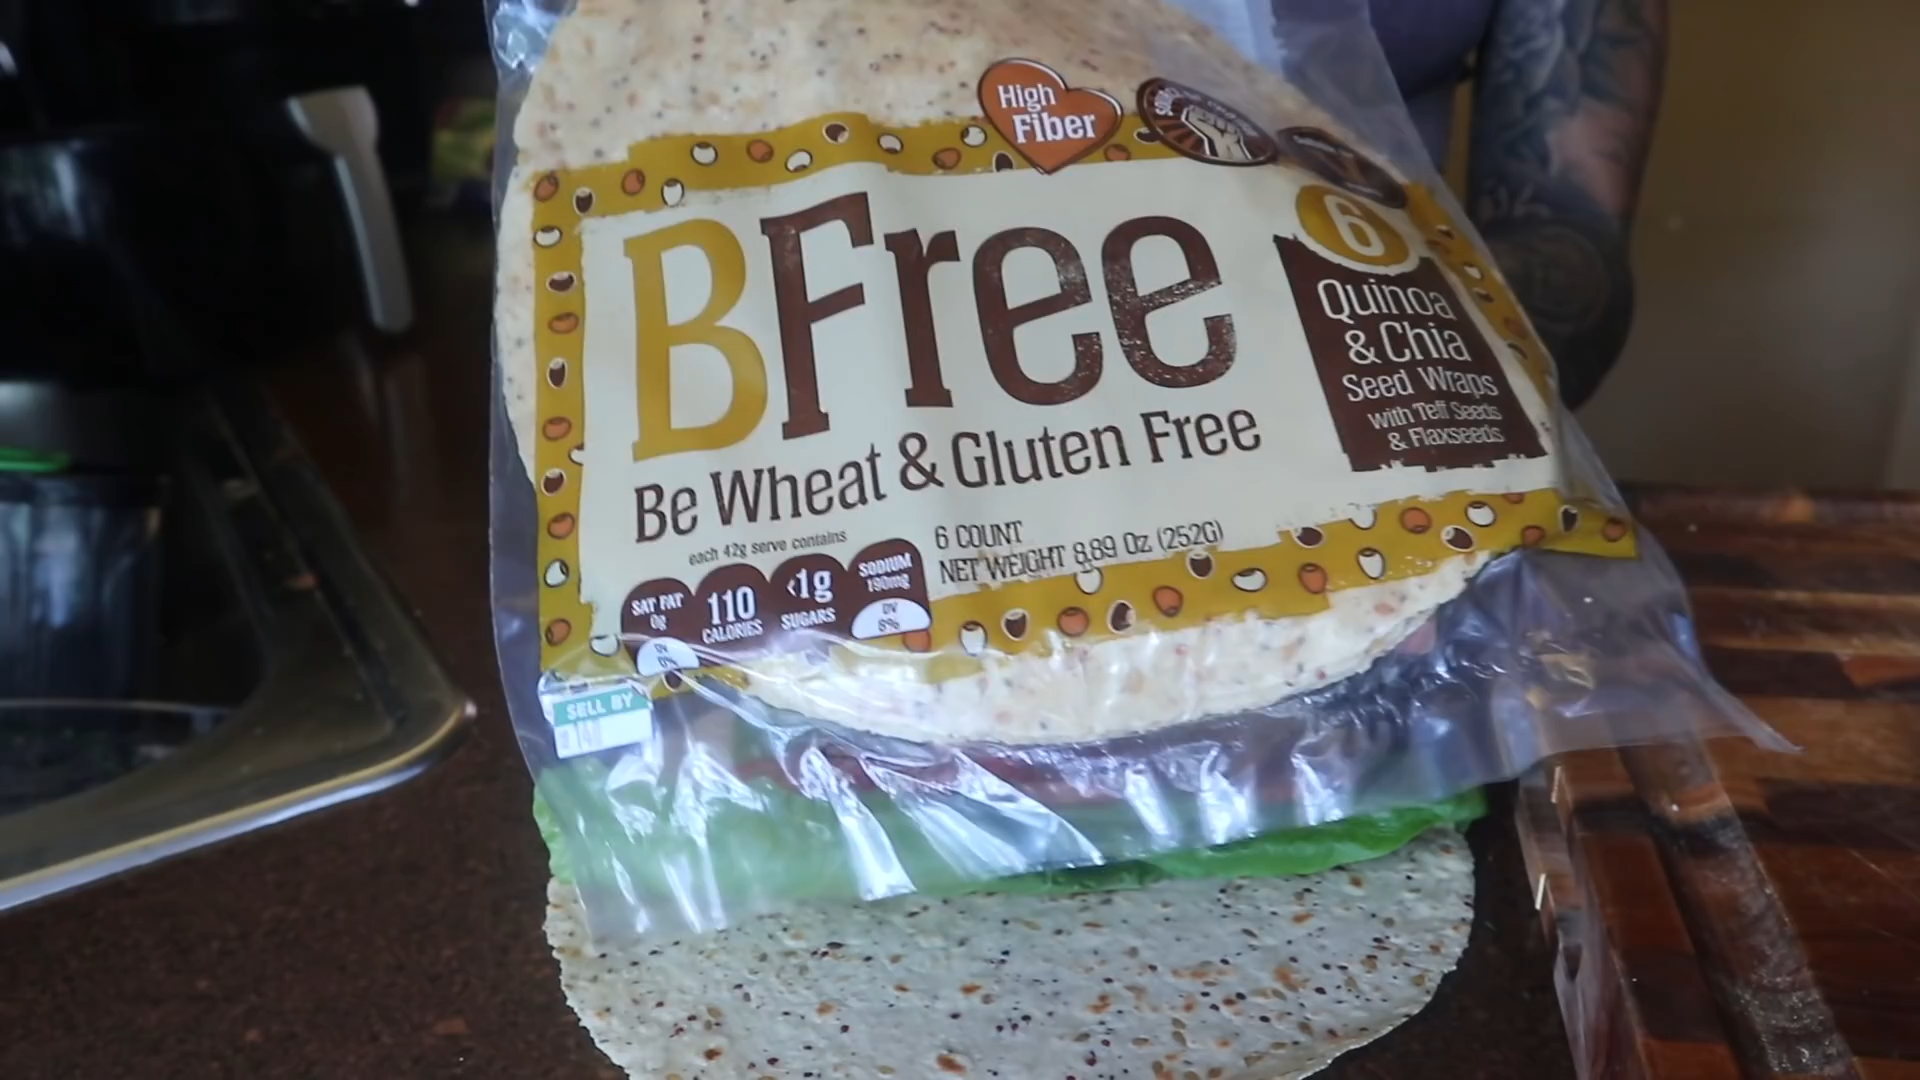 High
Fiber
BFree
Be Wheat & Gluten Free
6
Quinoa
& Chia
Seed Wraps
with Teff Seeds
& Flaxseeds
each 42g serve contains
SAT FAT
0g
DV
0%
110
CALORIES
<1g
SUGARS
SODIUM
190mg
DV
8%
6 COUNT
NET WEIGHT 8.89 Oz (252G)
SELL BY